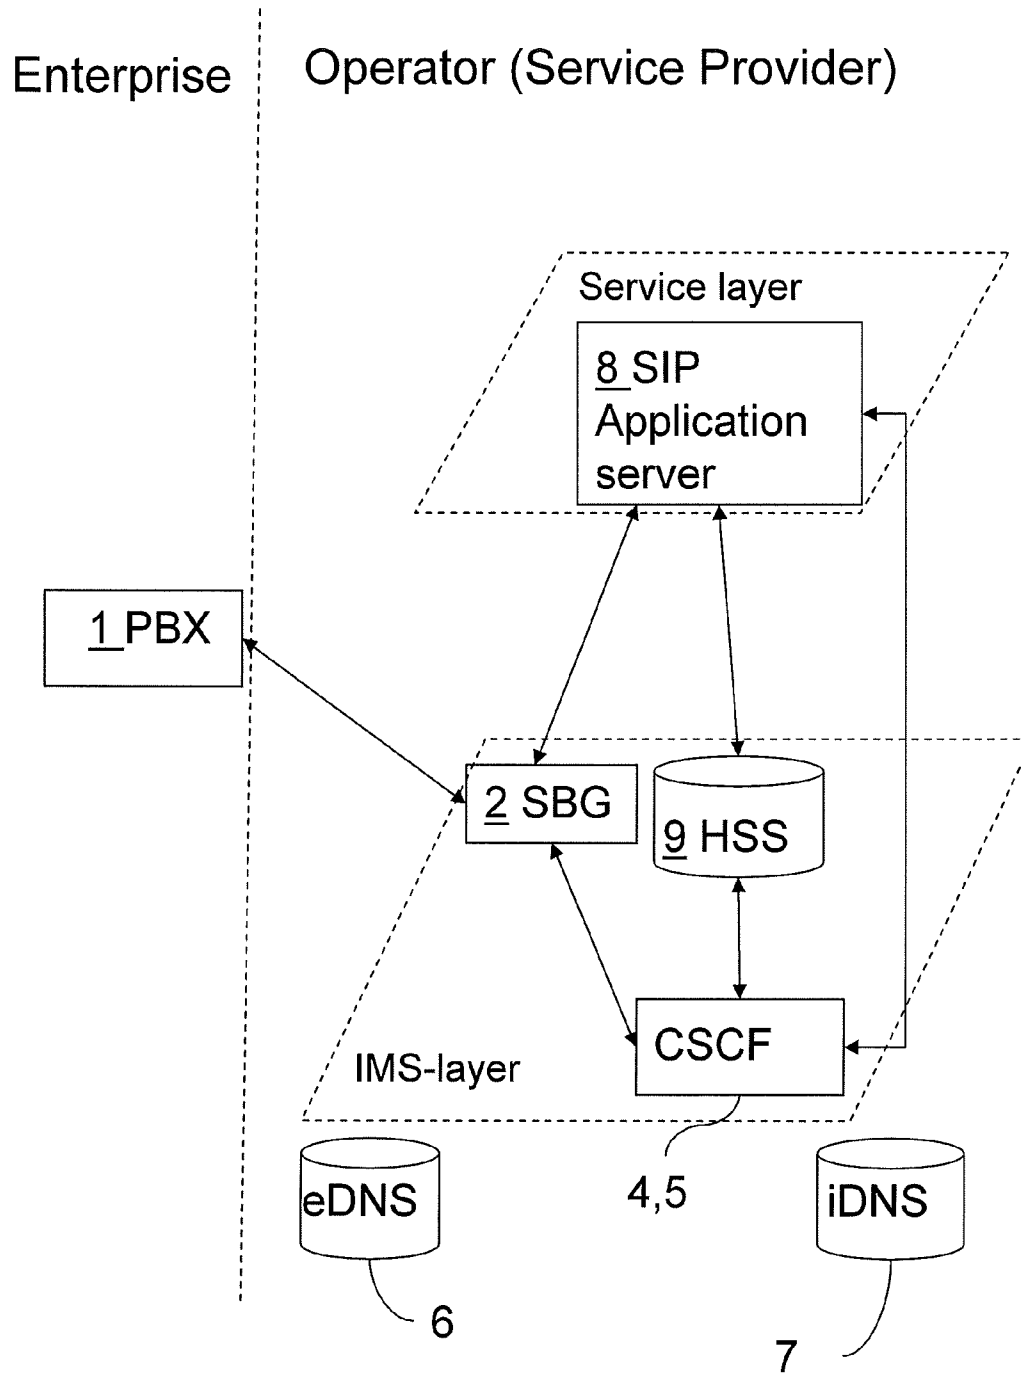 Enterprise
Operator (Service Provider)
Service layer
8 SIP
Application
server
1 PBX
2 SBG
9 HSS
CSCF
IMS-layer
eDNS
4,5
iDNS
6
7